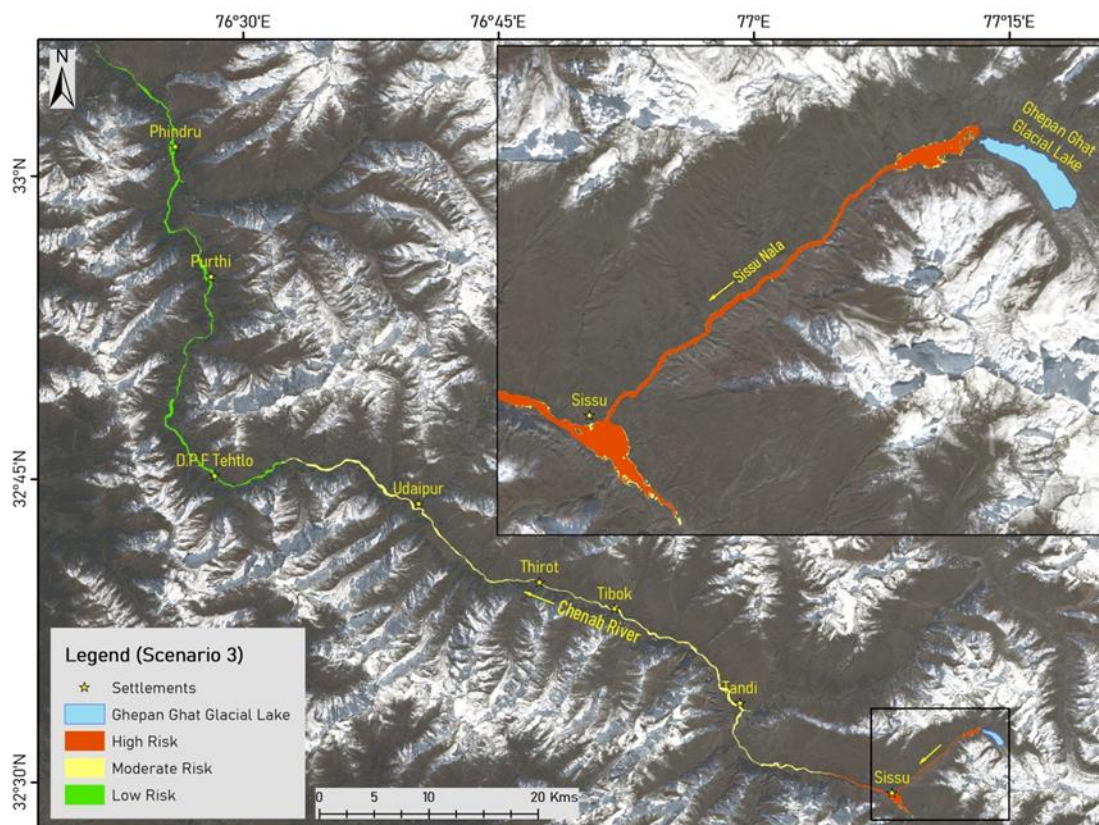 76°30'E
76°45'E
77°E
77°15'E
N
Ghepan Ghat
Glacial Lake
Phindru
33°N
Purthi
Sissu Nala
Sissu
D.P.F Tehtlo
32°45'N
Udaipur
Thirot
Tibok
Chenab River
Tandi
Legend (Scenario 3)
Settlements
Ghepan Ghat Glacial Lake
High Risk
Moderate Risk
Low Risk
Sissu
32°30'N
0 5 10 20 Kms